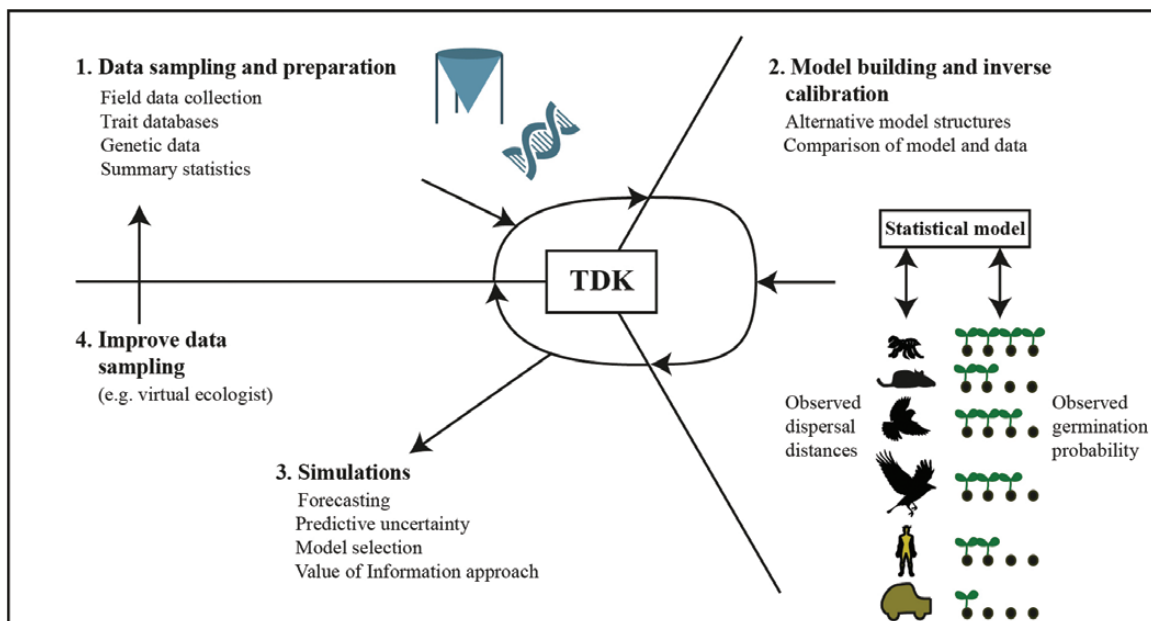 1. Data sampling and preparation
Field data collection
Trait databases
Genetic data
Summary statistics
2. Model building and inverse
calibration
Alternative model structures
Comparison of model and data
Statistical model
TDK
4. Improve data
sampling
(e.g. virtual ecologist)
Observed
dispersal
distances
Observed
germination
probability
3. Simulations
Forecasting
Predictive uncertainty
Model selection
Value of Information approach